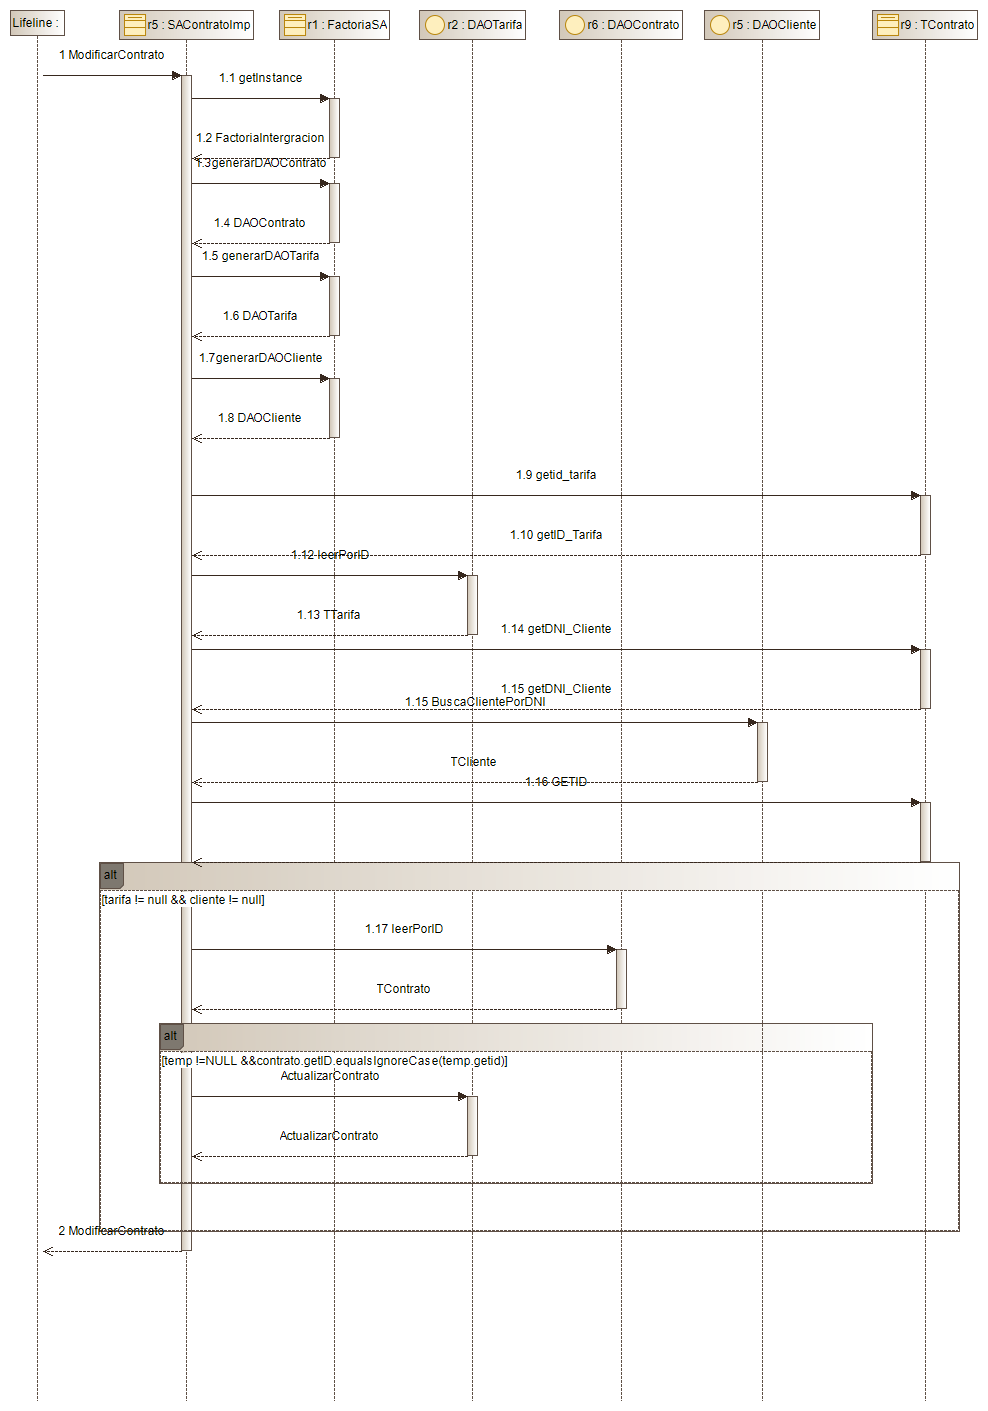 Lifeline :
r5 : SAContratoImp
r1 : FactoriaSA
r2 : DAOTarifa
r6 : DAOContrato
r5 : DAOCliente
r9 : TContrato
1 ModificarContrato
1.1 getInstance
1.2 FactoriaIntergracion
1.3generarDAOContrato
1.4 DAOContrato
1.5 generarDAOTarifa
1.6 DAOTarifa
1.7generarDAOCliente
1.8 DAOCliente
1.9 getid_tarifa
1.10 getID_Tarifa
1.12 leerPorID
1.13 TTarifa
1.14 getDNI_Cliente
1.15 getDNI_Cliente
1.15 BuscaClientePorDNI
TCliente
1.16 GETID
alt
[tarifa != null && cliente != null]
1.17 leerPorID
TContrato
alt
[temp !=NULL &&contrato.getID.equalsIgnoreCase(temp.getid)]
ActualizarContrato
ActualizarContrato
2 ModificarContrato